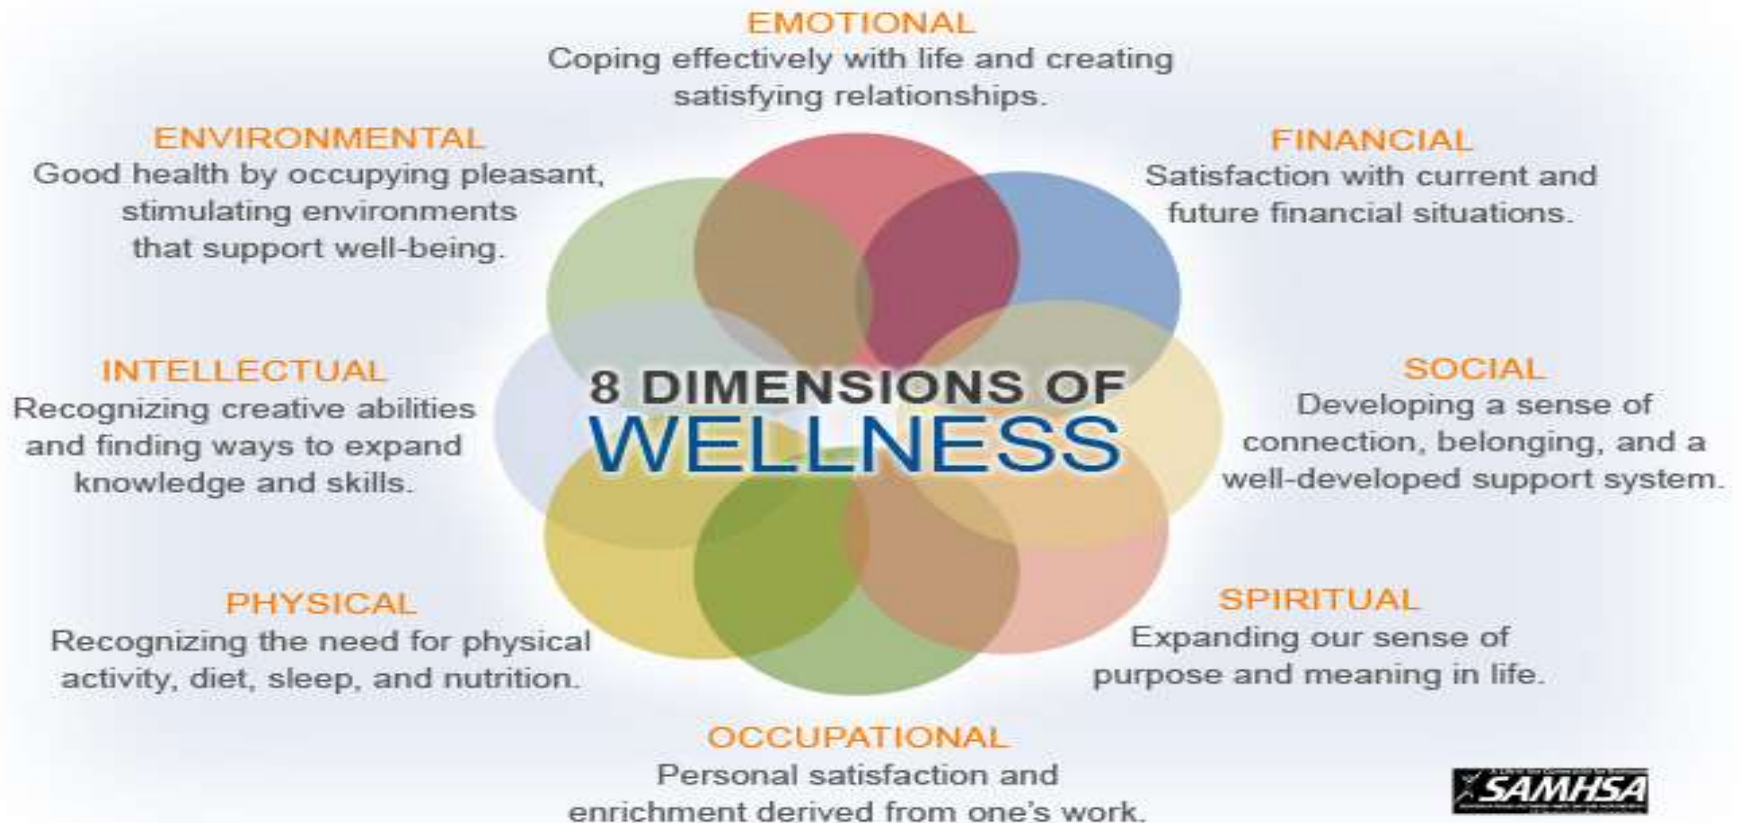 EMOTIONAL
Coping effectively with life and creating
satisfying relationships.
FINANCIAL
Satisfaction with current and
future financial situations.
SOCIAL
Developing a sense of
connection, belonging, and a
well-developed support system.
SPIRITUAL
Expanding our sense of
purpose and meaning in life.
OCCUPATIONAL
Personal satisfaction and
enrichment derived from one's work.
PHYSICAL
Recognizing the need for physical
activity, diet, sleep, and nutrition.
INTELLECTUAL
Recognizing creative abilities
and finding ways to expand
knowledge and skills.
ENVIRONMENTAL
Good health by occupying pleasant,
stimulating environments
that support well-being.
8 DIMENSIONS OF
WELLNESS
SAMHSA